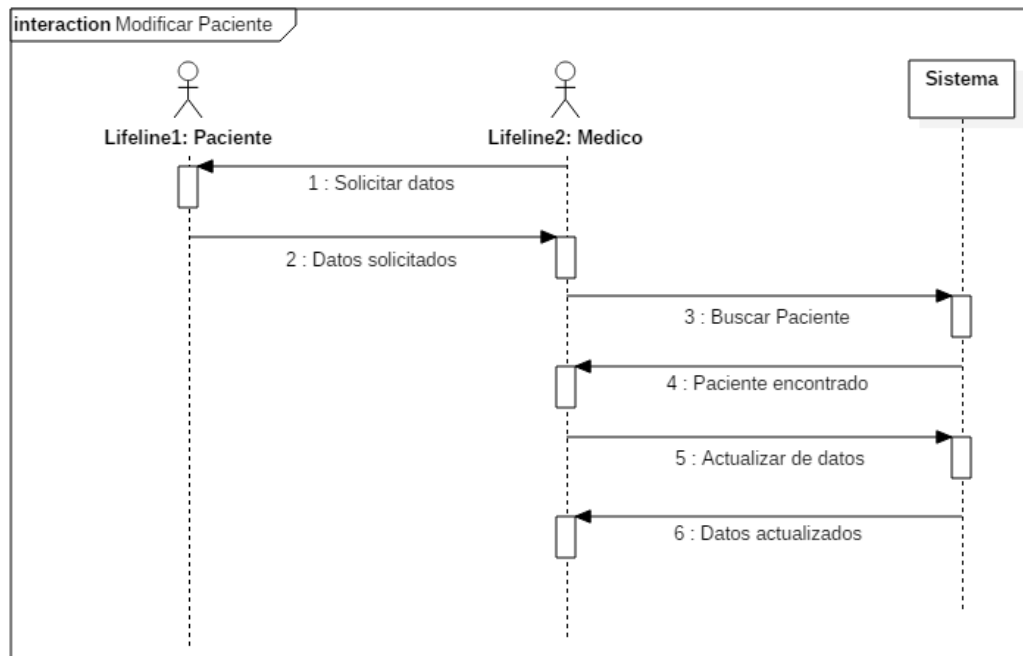 interaction Modificar Paciente
Sistema
Lifeline1: Paciente
Lifeline2: Medico
1 : Solicitar datos
2 : Datos solicitados
3 : Buscar Paciente
4 : Paciente encontrado
5 : Actualizar de datos
6 : Datos actualizados